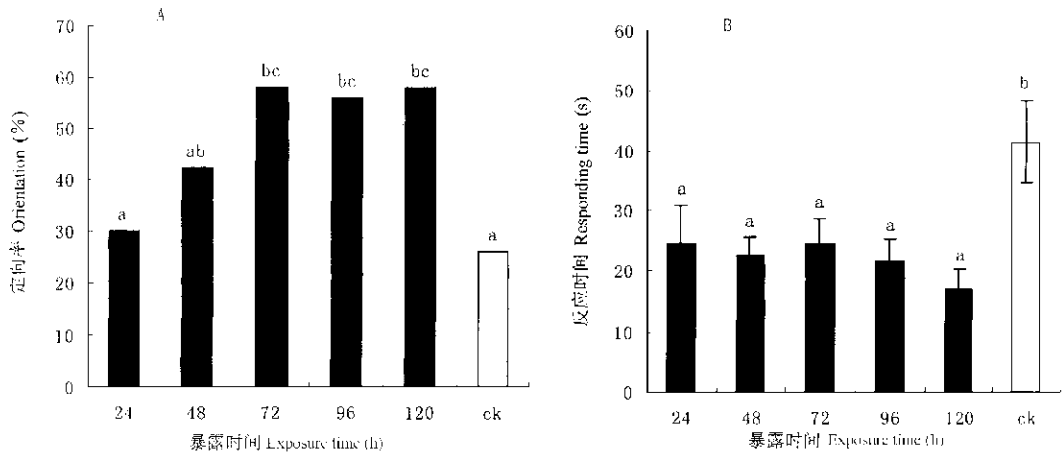 A
定向率 Orientation (%)
70
60
50
40
30
20
10
0
a
ab
bc
bc
bc
a
24 48 72 96 120 ck
暴露时间 Exposure time (h)
B
反应时间 Responding time (s)
60
50
40
30
20
10
0
a
a
a
a
a
b
24 48 72 96 120 ck
暴露时间 Exposure time (h)